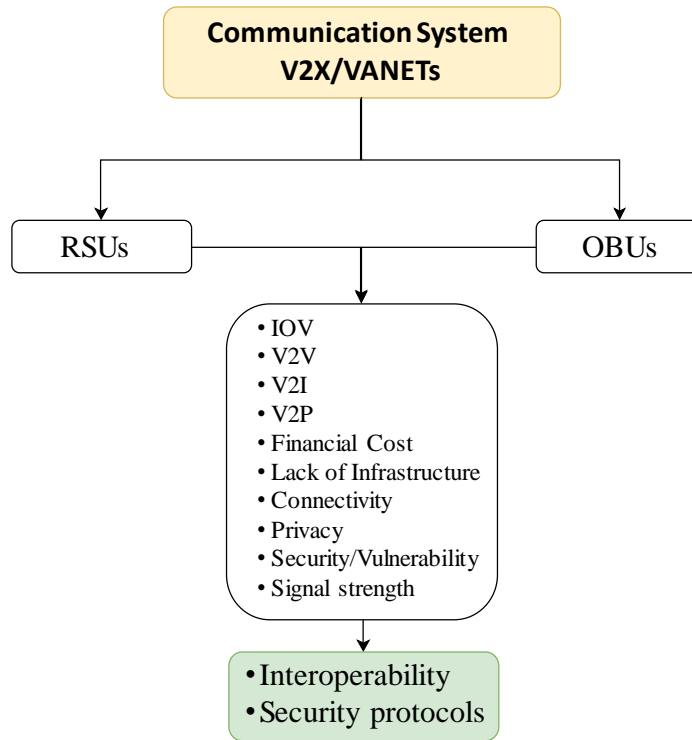 Communication System
V2X/VANETs
RSUs
OBUs
• IOV
• V2V
• V2I
• V2P
• Financial Cost
• Lack of Infrastructure
• Connectivity
• Privacy
• Security/Vulnerability
• Signal strength
• Interoperability
• Security protocols